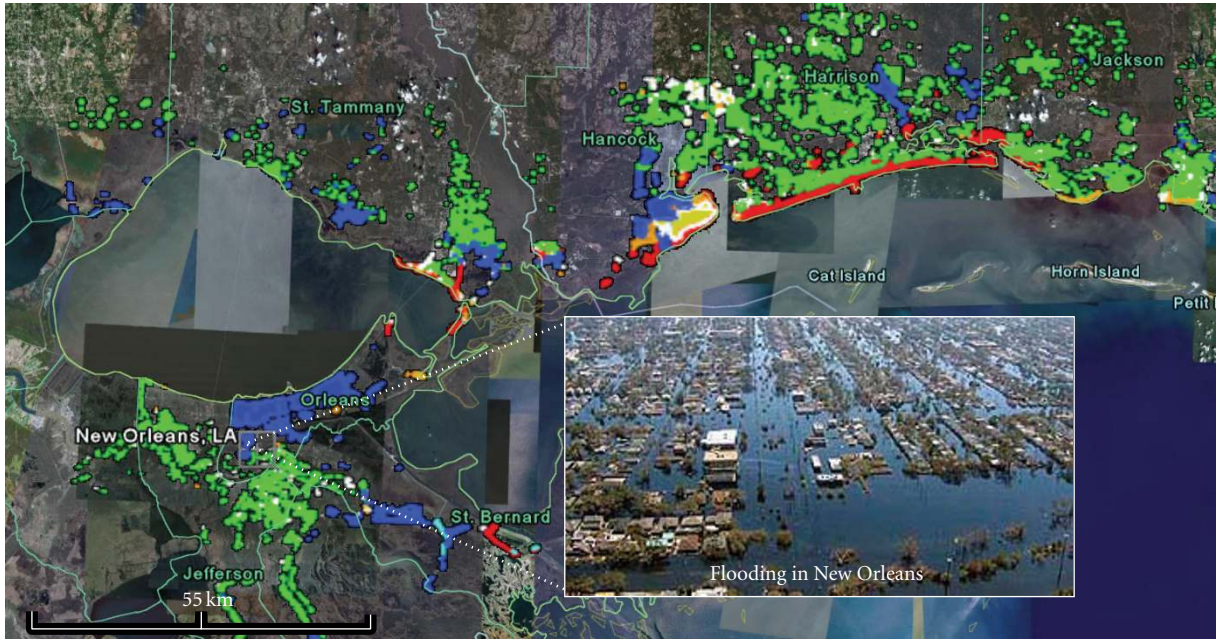 St. Tammany
Harrison
Jackson
Hancock
Cat Island
Horn Island
Petit
Orleans
New Orleans, LA
St. Bernard
Jefferson
55 km
Flooding in New Orleans